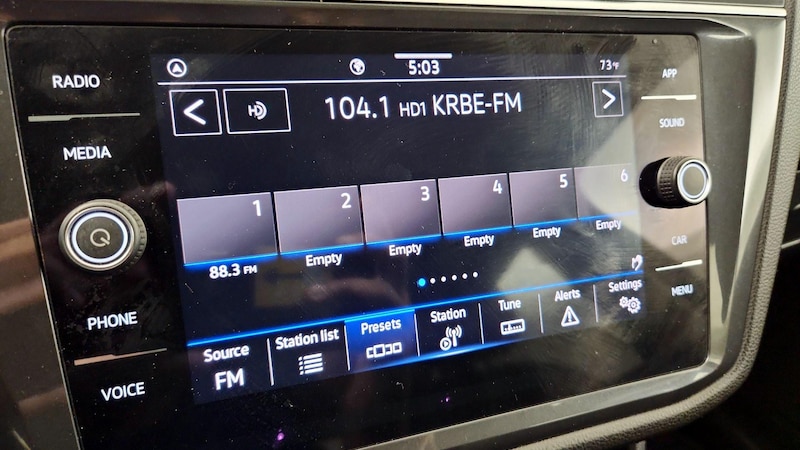 RADIO
MEDIA
PHONE
VOICE
5:03
73°F
HD
104.1 HD1 KRBE-FM
1
2
3
4
5
6
88.3 FM
Empty
Empty
Empty
Empty
Empty
Source
FM
Station list
Presets
Station
Tune
Alerts
Settings
APP
SOUND
CAR
MENU